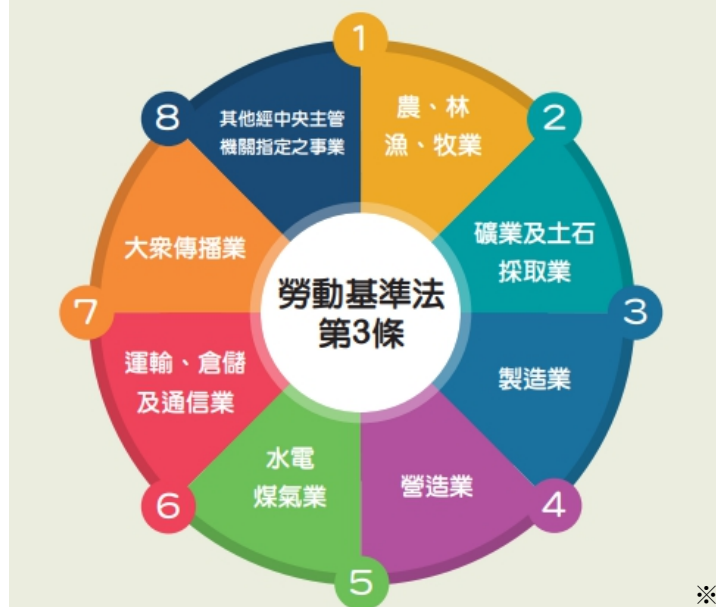 勞動基準法
第3條
1
農、林
漁、牧業
2
礦業及土石
採取業
3
製造業
4
營造業
5
水電
煤氣業
6
運輸、倉儲
及通信業
7
大眾傳播業
8
其他經中央主管
機關指定之事業
※